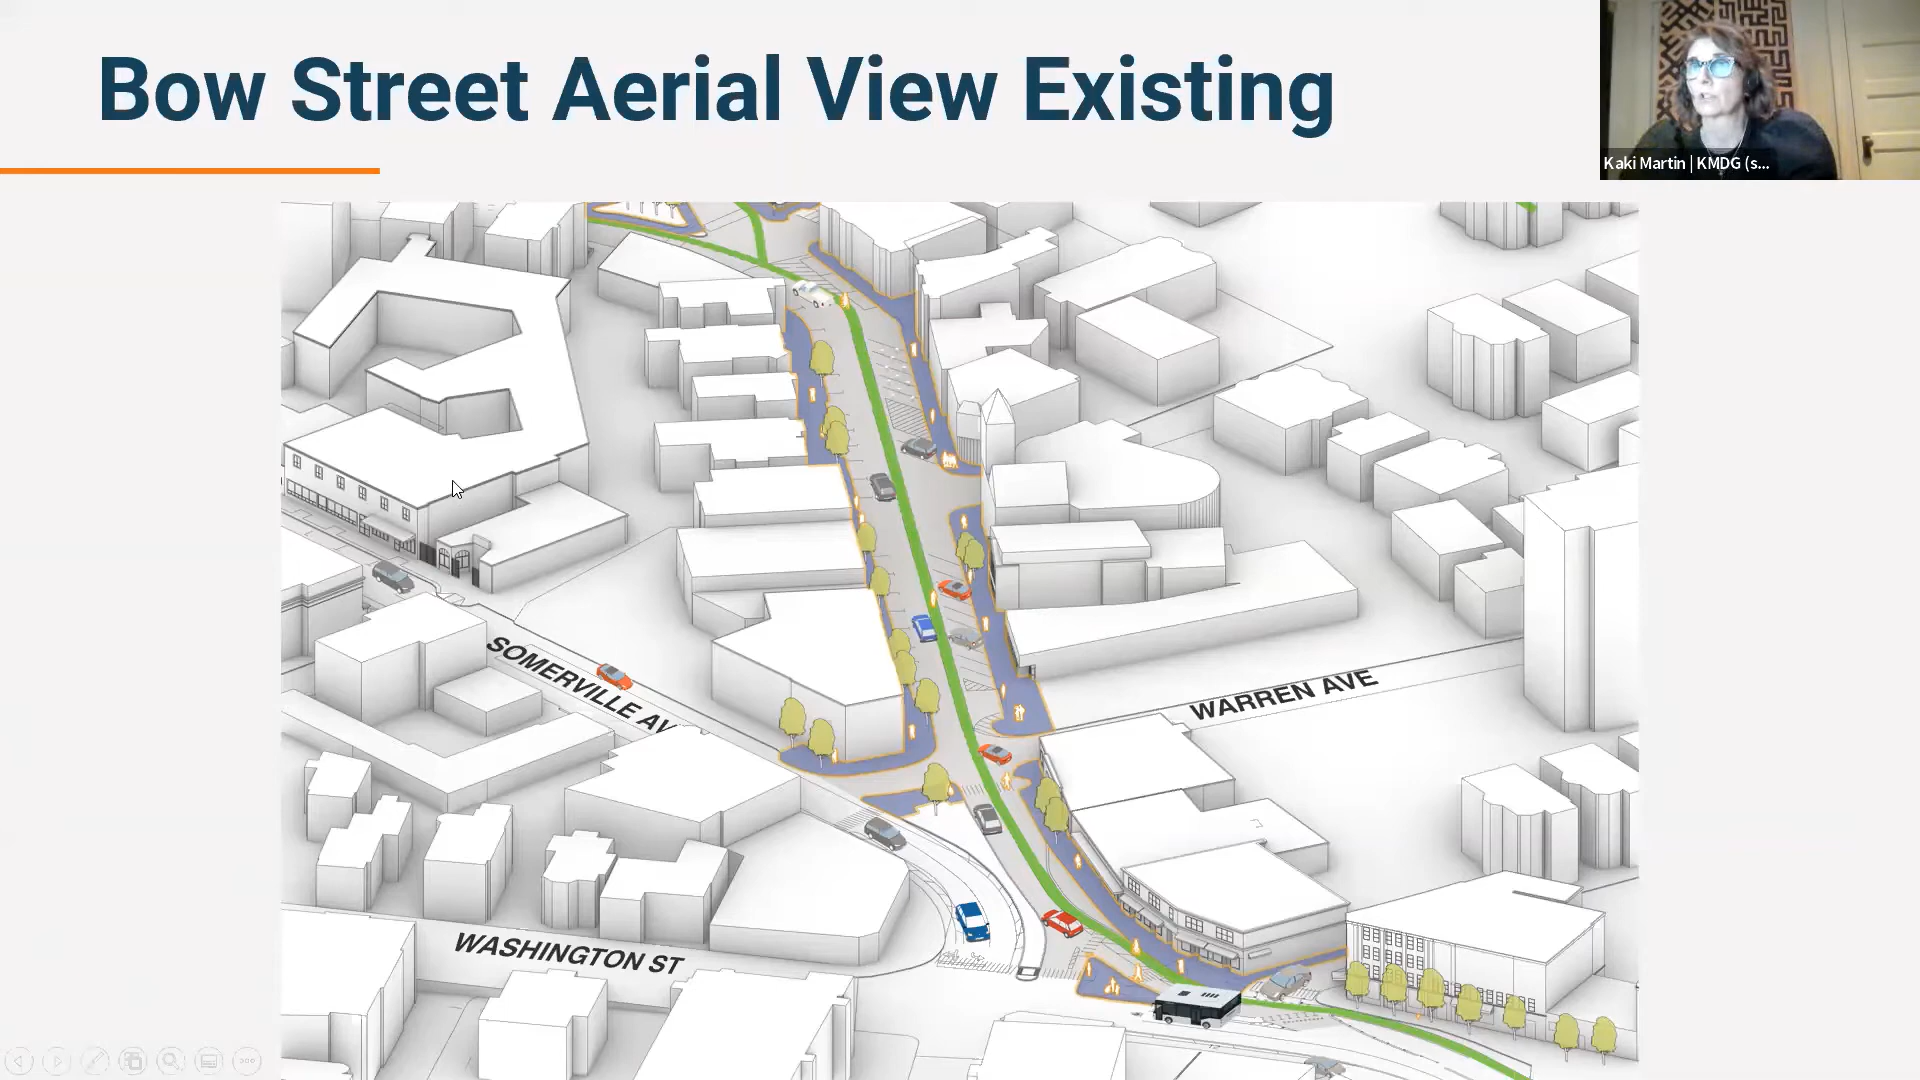 Bow Street Aerial View Existing
Kaki Martin | KMDG (s...
SOMERVILLE AV
WARREN AVE
WASHINGTON ST